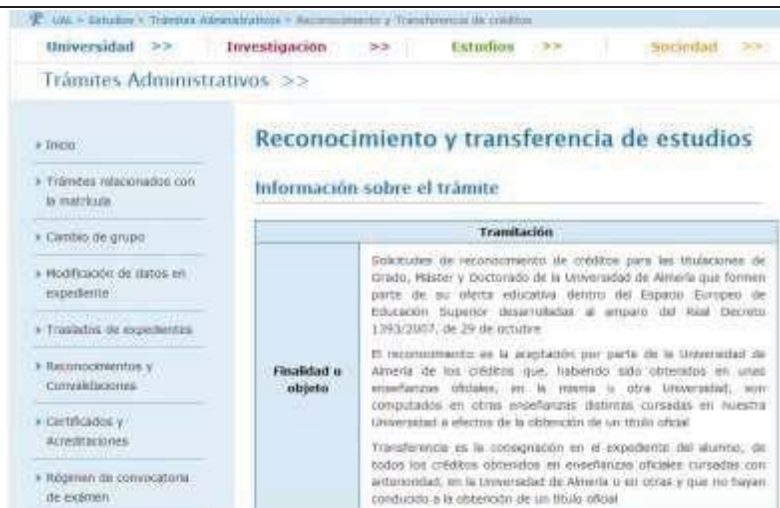 UAL > Estudios > Trámites Administrativos > Reconocimiento y Transferencia de créditos
Universidad >> Investigación >> Estudios >> Sociedad >>
Trámites Administrativos >>
Inicio
Trámites relacionados con
la matrícula
Cambio de grupo
Modificación de datos en
expediente
Traslados de expedientes
Reconocimientos y
Convalidaciones
Certificados y
Acreditaciones
Régimen de convocatoria
de exámen
Reconocimiento y transferencia de estudios
Información sobre el trámite
Tramitación
Finalidad o
objeto
Solicitudes de reconocimiento de créditos para las titulaciones de
Grado, Máster y Doctorado de la Universidad de Almería que formen
parte de su oferta educativa dentro del Espacio Europeo de
Educación Superior desarrolladas al amparo del Real Decreto
1393/2007, de 29 de octubre
El reconocimiento es la aceptación por parte de la Universidad de
Almería de los créditos que, habiendo sido obtenidos en unas
enseñanzas oficiales, en la misma u otra Universidad, son
computados en otras enseñanzas distintas cursadas en nuestra
Universidad a efectos de la obtención de un título oficial
Transferencia es la consignación en el expediente del alumno, de
todos los créditos obtenidos en enseñanzas oficiales cursadas con
anterioridad, en la Universidad de Almería u en otras y que no hayan
conducido a la obtención de un título oficial